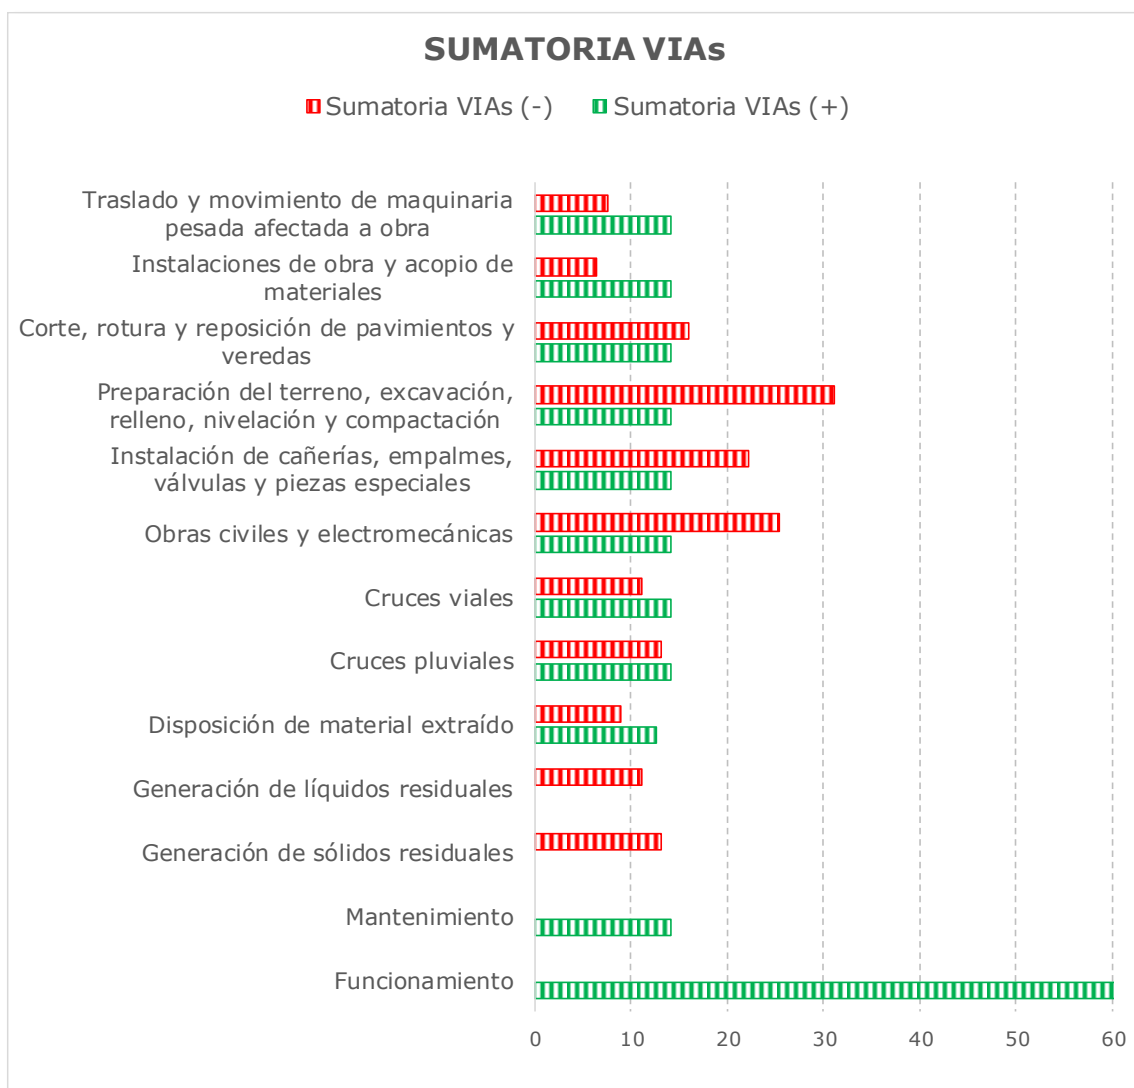 SUMATORIA VIAs
Sumatoria VIAs (-) Sumatoria VIAs (+)
Traslado y movimiento de maquinaria
pesada afectada a obra
Instalaciones de obra y acopio de
materiales
Corte, rotura y reposición de pavimientos y
veredas
Preparación del terreno, excavación,
relleno, nivelación y compactación
Instalación de cañerías, empalmes,
válvulas y piezas especiales
Obras civiles y electromecánicas
Cruces viales
Cruces pluviales
Disposición de material extraído
Generación de líquidos residuales
Generación de sólidos residuales
Mantenimiento
Funcionamiento
0 10 20 30 40 50 60